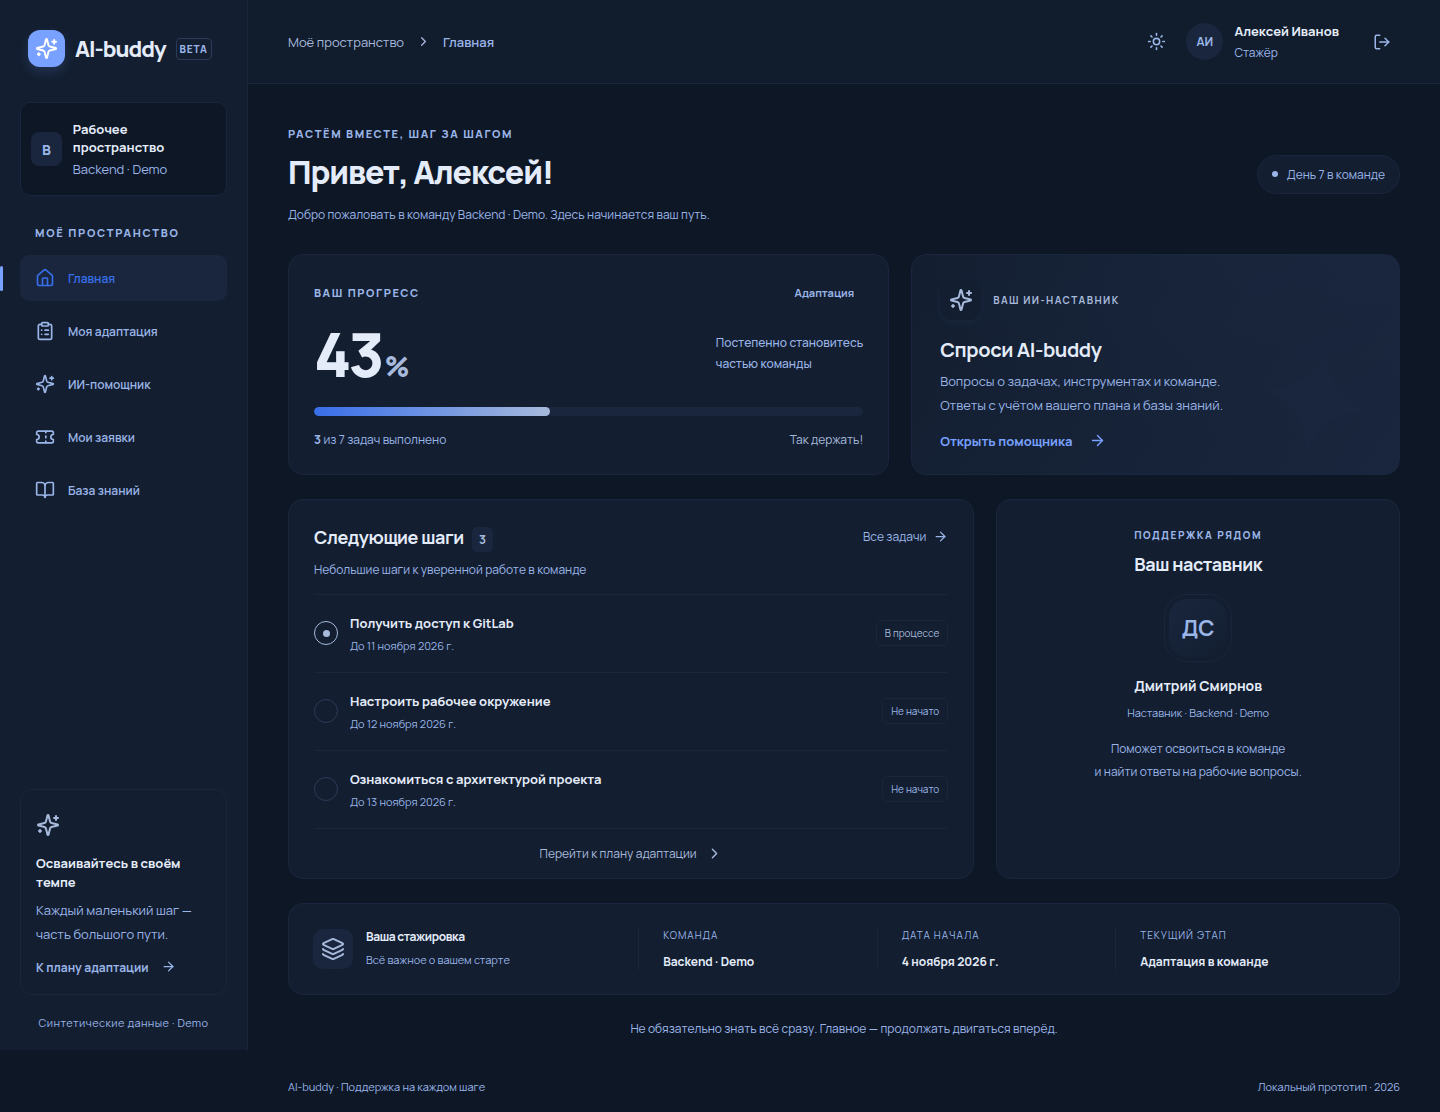 AI-buddy BETA
Рабочее
пространство
В
Backend · Demo
МОЁ ПРОСТРАНСТВО
Главная
Моя адаптация
ИИ-помощник
Мои заявки
База знаний
Осваивайтесь в своём
темпе
Каждый маленький шаг —
часть большого пути.
К плану адаптации
Синтетические данные · Demo
Моё пространство Главная
АИ
Алексей Иванов
Стажёр
РАСТЁМ ВМЕСТЕ, ШАГ ЗА ШАГОМ
Привет, Алексей!
Добро пожаловать в команду Backend · Demo. Здесь начинается ваш путь.
День 7 в команде
ВАШ ПРОГРЕСС
Адаптация
43%
Постепенно становитесь
частью команды
3 из 7 задач выполнено
Так держать!
ВАШ ИИ-НАСТАВНИК
Спроси AI-buddy
Вопросы о задачах, инструментах и команде.
Ответы с учётом вашего плана и базы знаний.
Открыть помощника
Следующие шаги 3
Все задачи
Небольшие шаги к уверенной работе в команде
Получить доступ к GitLab
До 11 ноября 2026 г.
В процессе
Настроить рабочее окружение
До 12 ноября 2026 г.
Не начато
Ознакомиться с архитектурой проекта
До 13 ноября 2026 г.
Не начато
Перейти к плану адаптации
ПОДДЕРЖКА РЯДОМ
Ваш наставник
ДС
Дмитрий Смирнов
Наставник · Backend · Demo
Поможет освоиться в команде
и найти ответы на рабочие вопросы.
Ваша стажировка
Всё важное о вашем старте
КОМАНДА
Backend · Demo
ДАТА НАЧАЛА
4 ноября 2026 г.
ТЕКУЩИЙ ЭТАП
Адаптация в команде
Не обязательно знать всё сразу. Главное — продолжать двигаться вперёд.
AI-buddy · Поддержка на каждом шаге
Локальный прототип · 2026